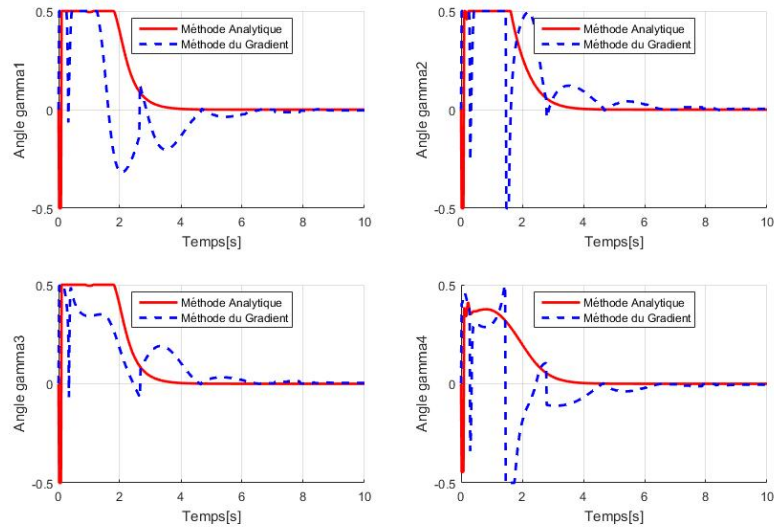 0.5
Méthode Analytique
Méthode du Gradient
Angle gamma1
0
-0.5
0 2 4 6 8 10
Temps[s]
0.5
Méthode Analytique
Méthode du Gradient
Angle gamma2
0
-0.5
0 2 4 6 8 10
Temps[s]
0.5
Méthode Analytique
Méthode du Gradient
Angle gamma3
0
-0.5
0 2 4 6 8 10
Temps[s]
0.5
Méthode Analytique
Méthode du Gradient
Angle gamma4
0
-0.5
0 2 4 6 8 10
Temps[s]